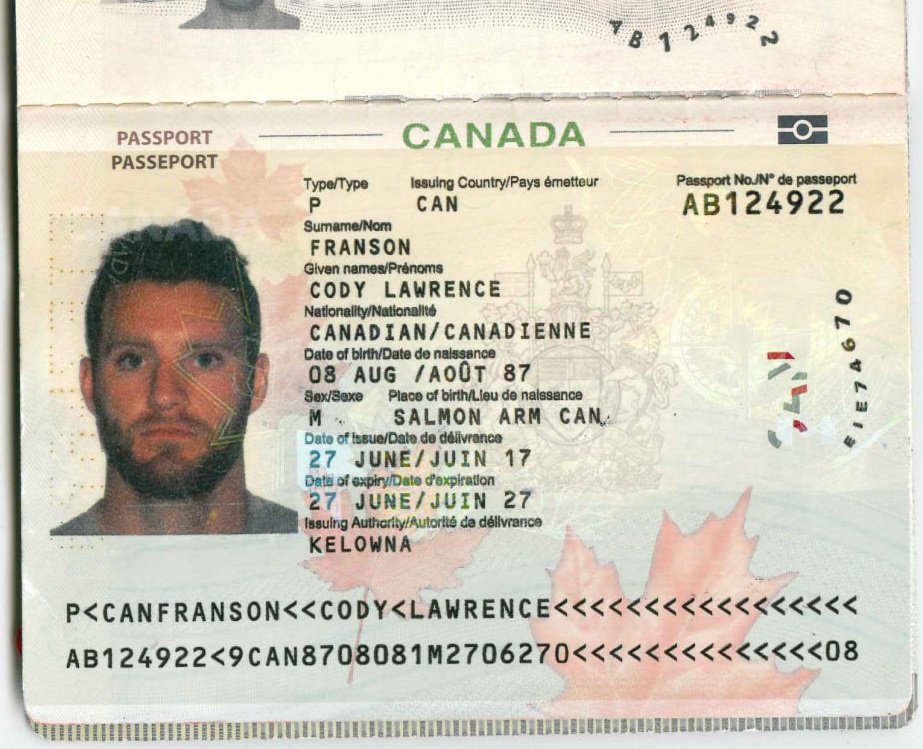 AB124922
PASSPORT
PASSEPORT
CANADA
Type/Type Issuing Country/Pays émetteur Passport No./N° de passeport
P CAN AB124922
Surname/Nom
FRANSON
Given names/Prénoms
CODY LAWRENCE
Nationality/Nationalité
CANADIAN/CANADIENNE
Date of birth/Date de naissance
08 AUG /AOÛT 87
Sex/Sexe Place of birth/Lieu de naissance
M SALMON ARM CAN
Date of issue/Date de délivrance
27 JUNE/JUIN 17
Date of expiry/Date d'expiration
27 JUNE/JUIN 27
Issuing Authority/Autorité de délivrance
KELOWNA
CAN
P<CANFRANSON<<CODY<LAWRENCE<<<<<<<<<<<<<<<<<
AB124922<9CAN8708081M2706270<<<<<<<<<<<<<<08